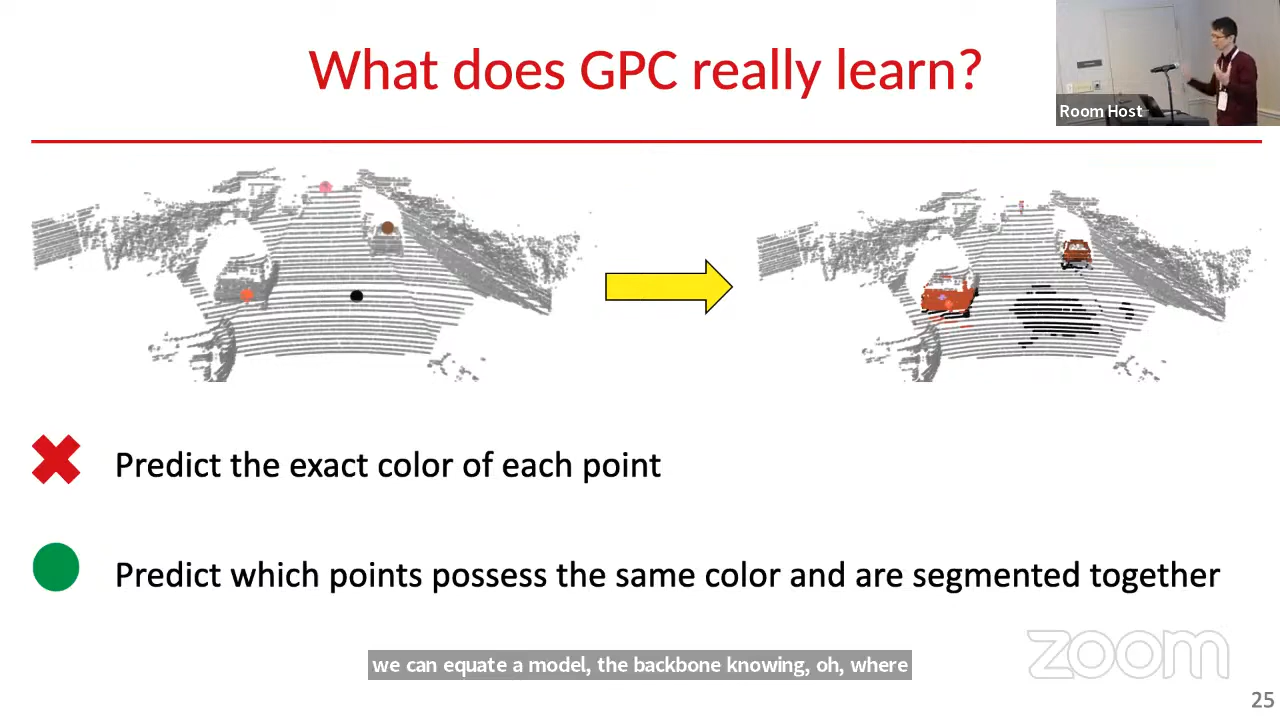 What does GPC really learn?
Room Host
Predict the exact color of each point
Predict which points possess the same color and are segmented together
zoom
we can equate a model, the backbone knowing, oh, where
25